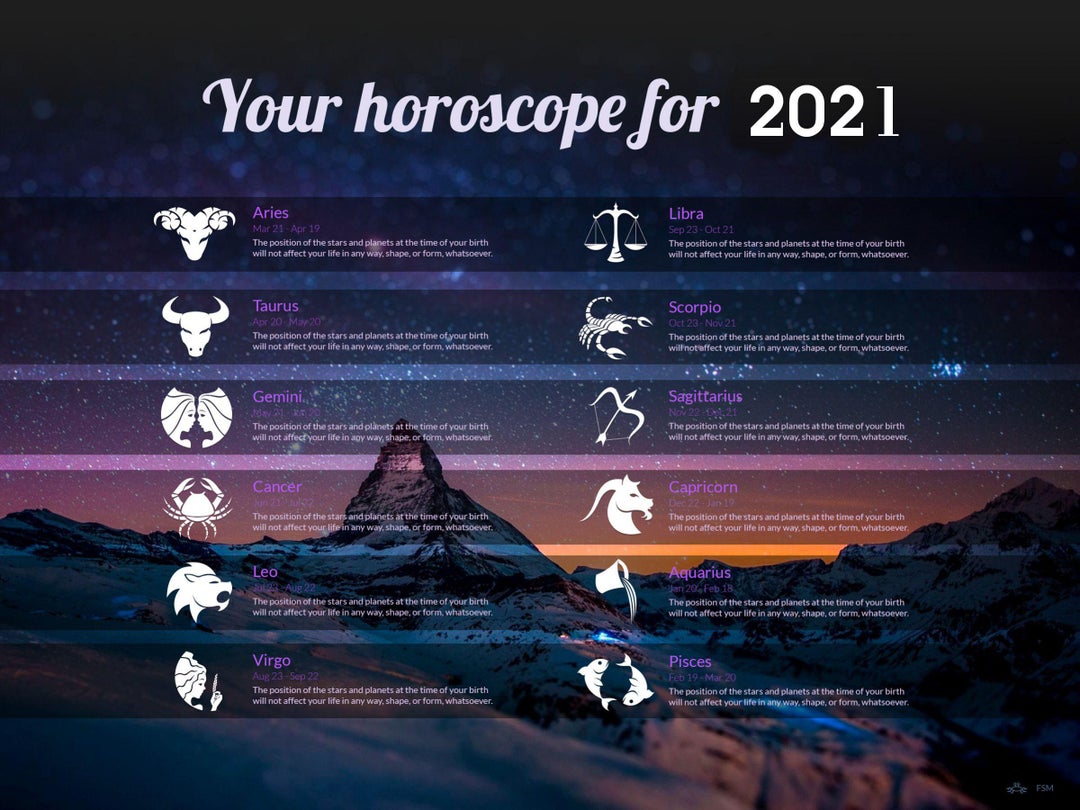 Your horoscope for 2021
Aries
Mar 21 - Apr 19
The position of the stars and planets at the time of your birth
will not affect your life in any way, shape, or form, whatsoever.
Taurus
Apr 20 - May 20
The position of the stars and planets at the time of your birth
will not affect your life in any way, shape, or form, whatsoever.
Gemini
The position of the stars and planets at the time of your birth
will not affect your life in any way, shape, or form, whatsoever.
Cancer
The position of the stars and planets at the time of your birth
will not affect your life in any way, shape, or form, whatsoever.
Leo
Jul 23 - Aug 22
The position of the stars and planets at the time of your birth
will not affect your life in any way, shape, or form, whatsoever.
Virgo
Aug 23 - Sep 22
The position of the stars and planets at the time of your birth
will not affect your life in any way, shape, or form, whatsoever.
Libra
Sep 23 - Oct 21
The position of the stars and planets at the time of your birth
will not affect your life in any way, shape, or form, whatsoever.
Scorpio
Oct 23 - Nov 21
The position of the stars and planets at the time of your birth
will not affect your life in any way, shape, or form, whatsoever.
Sagittarius
Nov 22 - Dec 21
The position of the stars and planets at the time of your birth
will not affect your life in any way, shape, or form, whatsoever.
Capricorn
The position of the stars and planets at the time of your birth
will not affect your life in any way, shape, or form, whatsoever.
Aquarius
Jan 20 - Feb 18
The position of the stars and planets at the time of your birth
will not affect your life in any way, shape, or form, whatsoever.
Pisces
Feb 19 - Mar 20
The position of the stars and planets at the time of your birth
will not affect your life in any way, shape, or form, whatsoever.
FSM